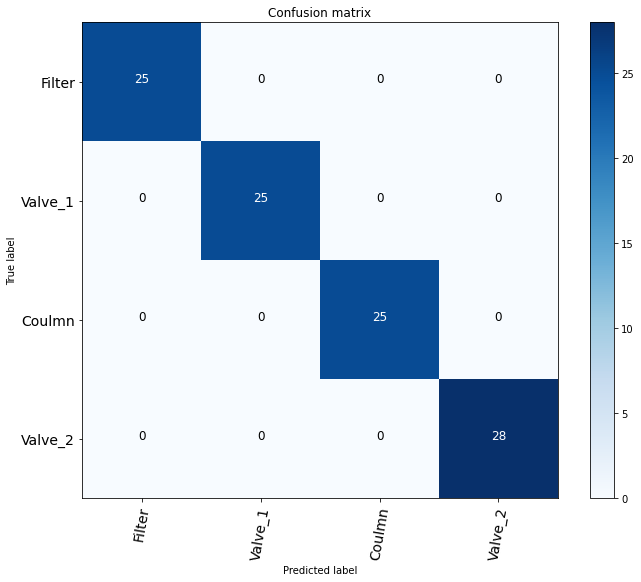 Confusion matrix
Filter 25 0 0 0
Valve_1 0 25 0 0
Coulmn 0 0 25 0
Valve_2 0 0 0 28
True label
Filter Valve_1 Coulmn Valve_2
Predicted label
25
20
15
10
5
0